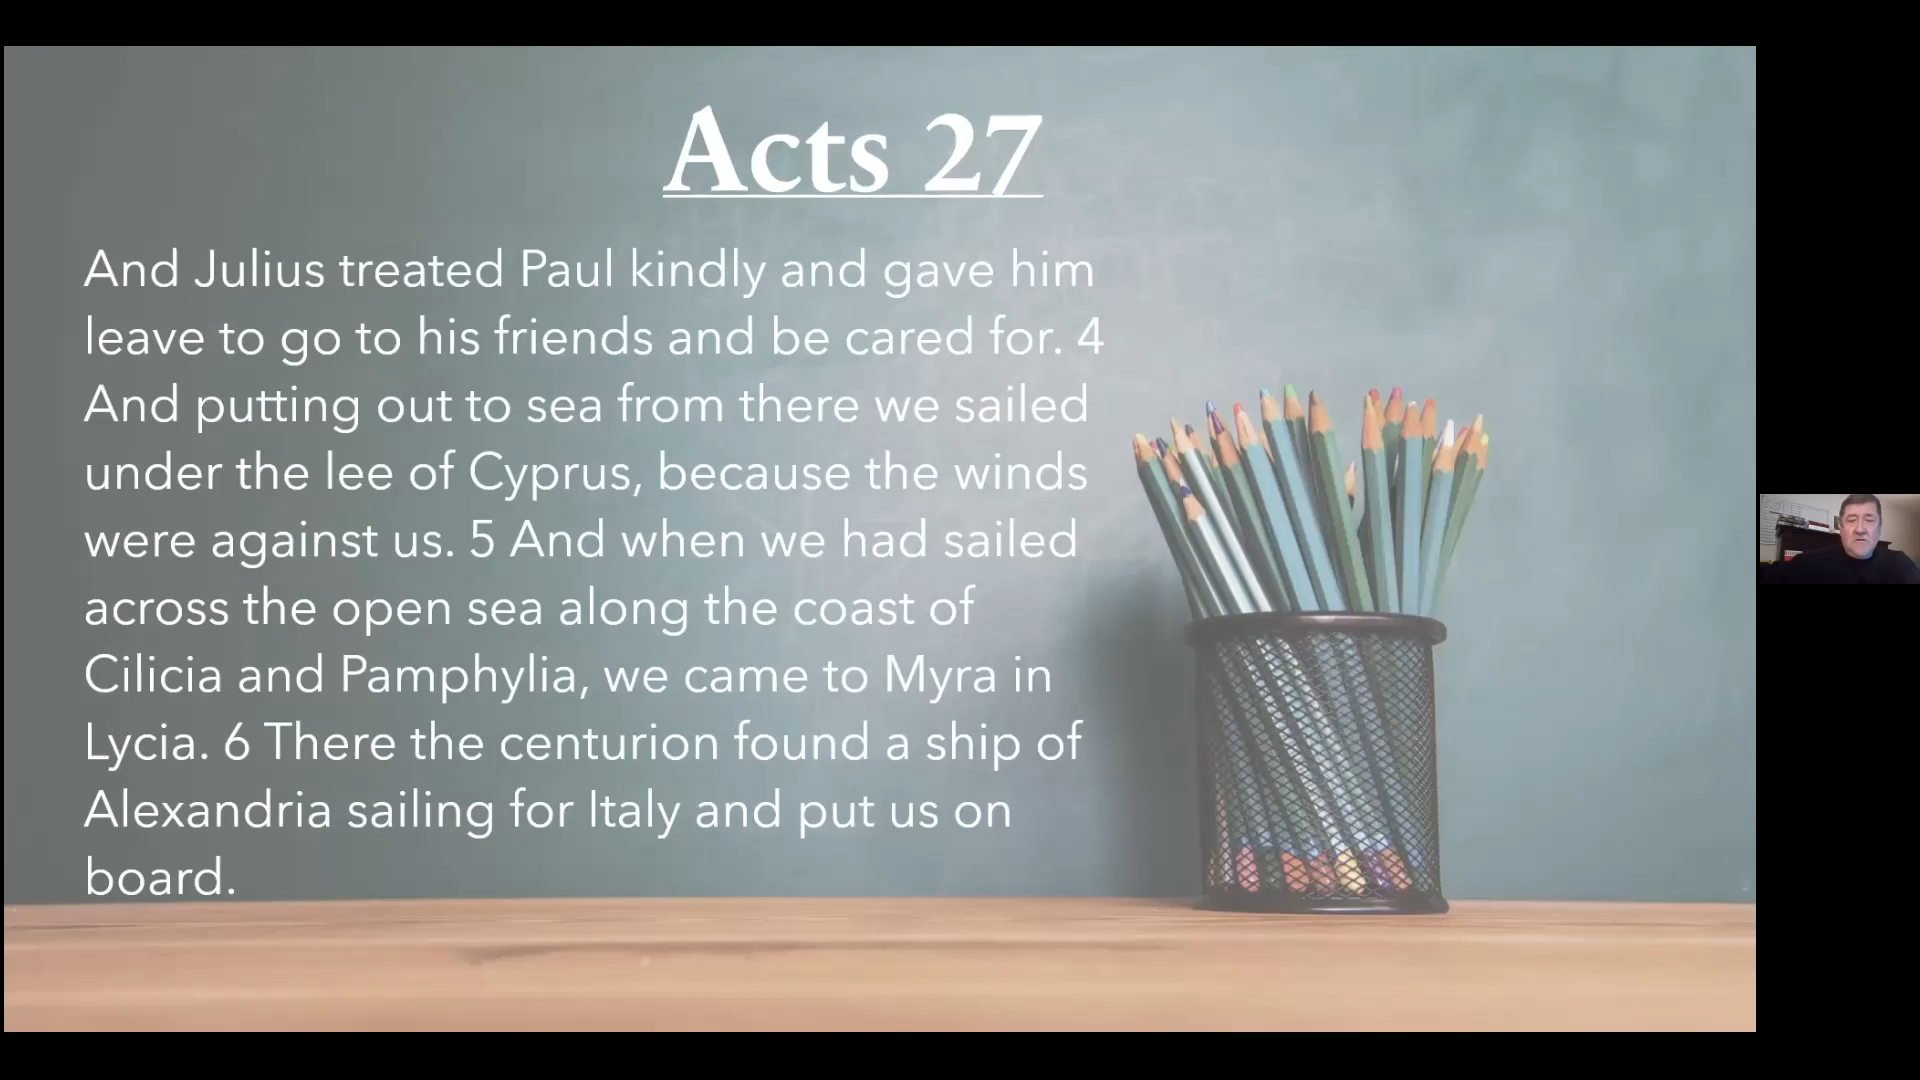 Acts 27
And Julius treated Paul kindly and gave him
leave to go to his friends and be cared for. 4
And putting out to sea from there we sailed
under the lee of Cyprus, because the winds
were against us. 5 And when we had sailed
across the open sea along the coast of
Cilicia and Pamphylia, we came to Myra in
Lycia. 6 There the centurion found a ship of
Alexandria sailing for Italy and put us on
board.